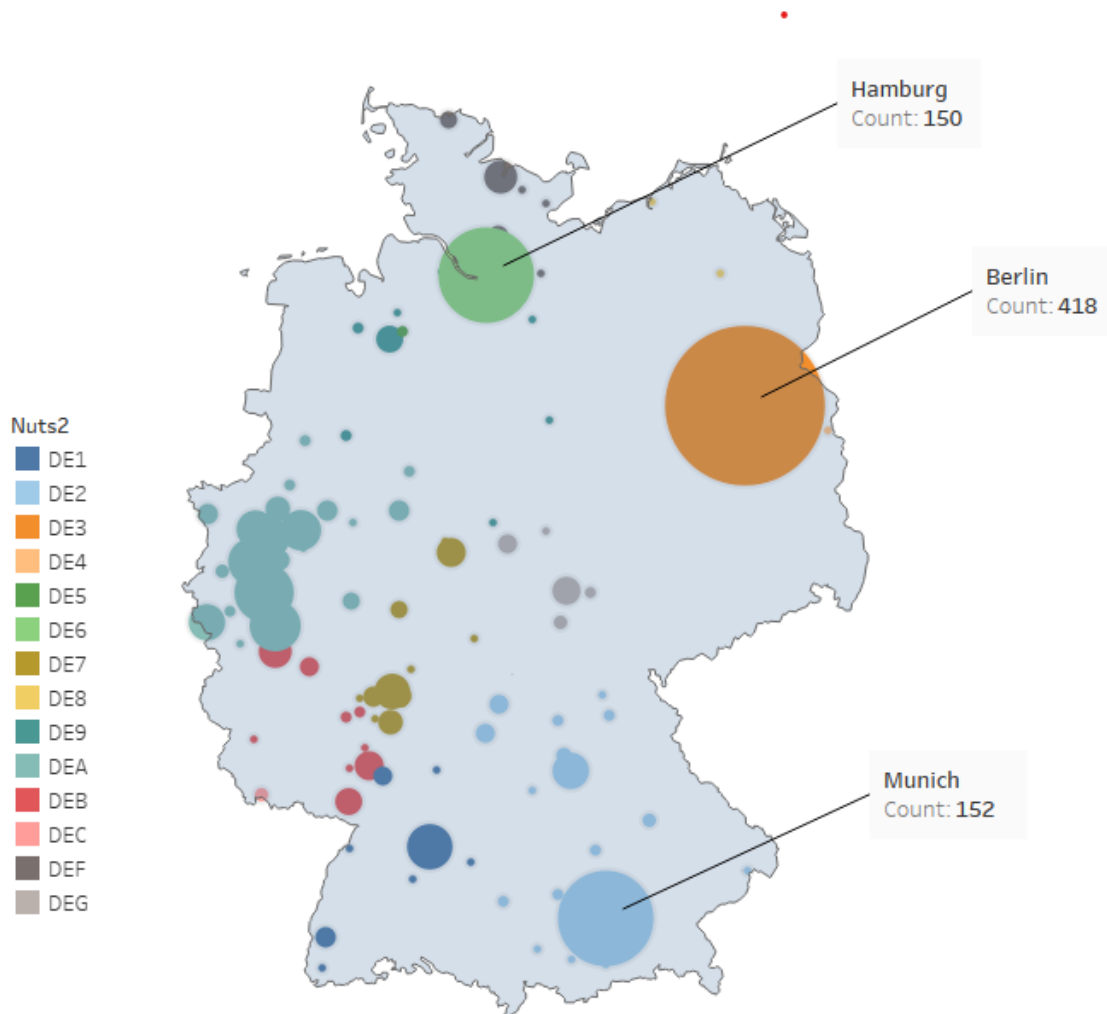 Hamburg
Count: 150
Berlin
Count: 418
Nuts2
DE1
DE2
DE3
DE4
DE5
DE6
DE7
DE8
DE9
DEA
DEB
DEC
DEF
DEG
Munich
Count: 152